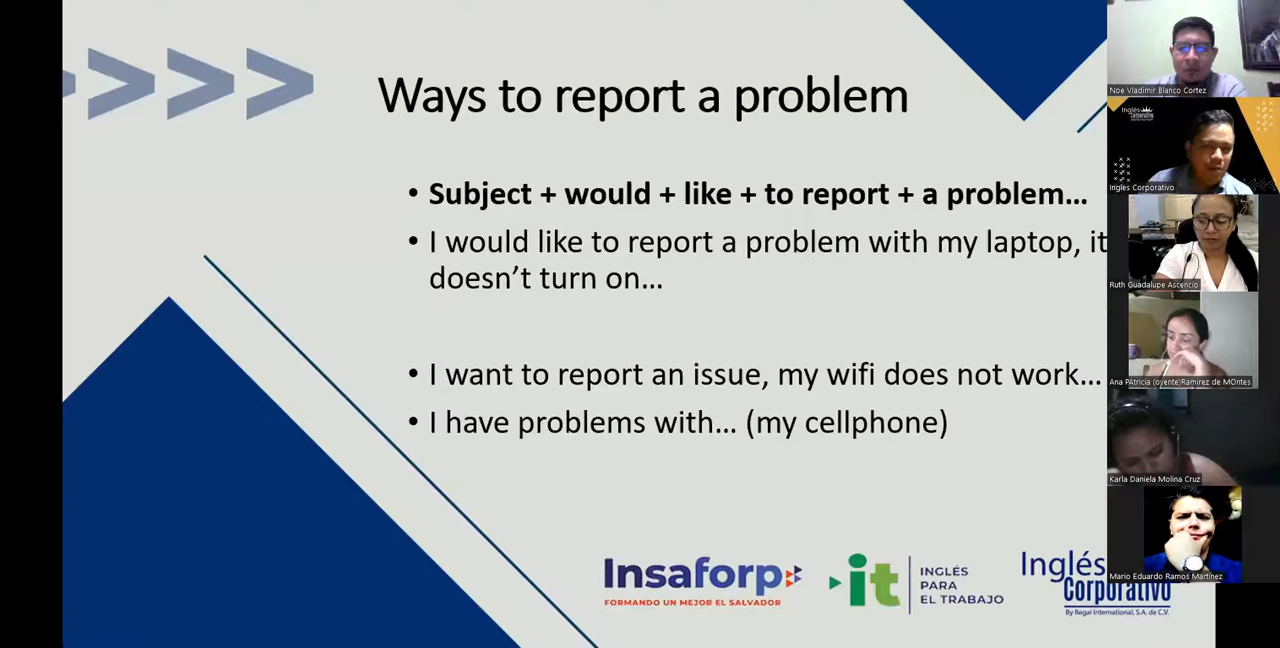 Ways to report a problem
• Subject + would + like + to report + a problem…
• I would like to report a problem with my laptop, it
doesn’t turn on…
• I want to report an issue, my wifi does not work…
• I have problems with… (my cellphone)
Insaforp
FORMANDO UN MEJOR EL SALVADOR
it
INGLÉS
PARA
EL TRABAJO
Inglés
Corporativo
By Regal International, S.A. de C.V.
Noe Vladimir Blanco Cortez
Inglés
Corporativo
Ingles Corporativo
Ruth Guadalupe Ascencio
Ana PAtricia (oyente)Ramirez de MOntes
Karla Daniela Molina Cruz
Mario Eduardo Ramos Martínez